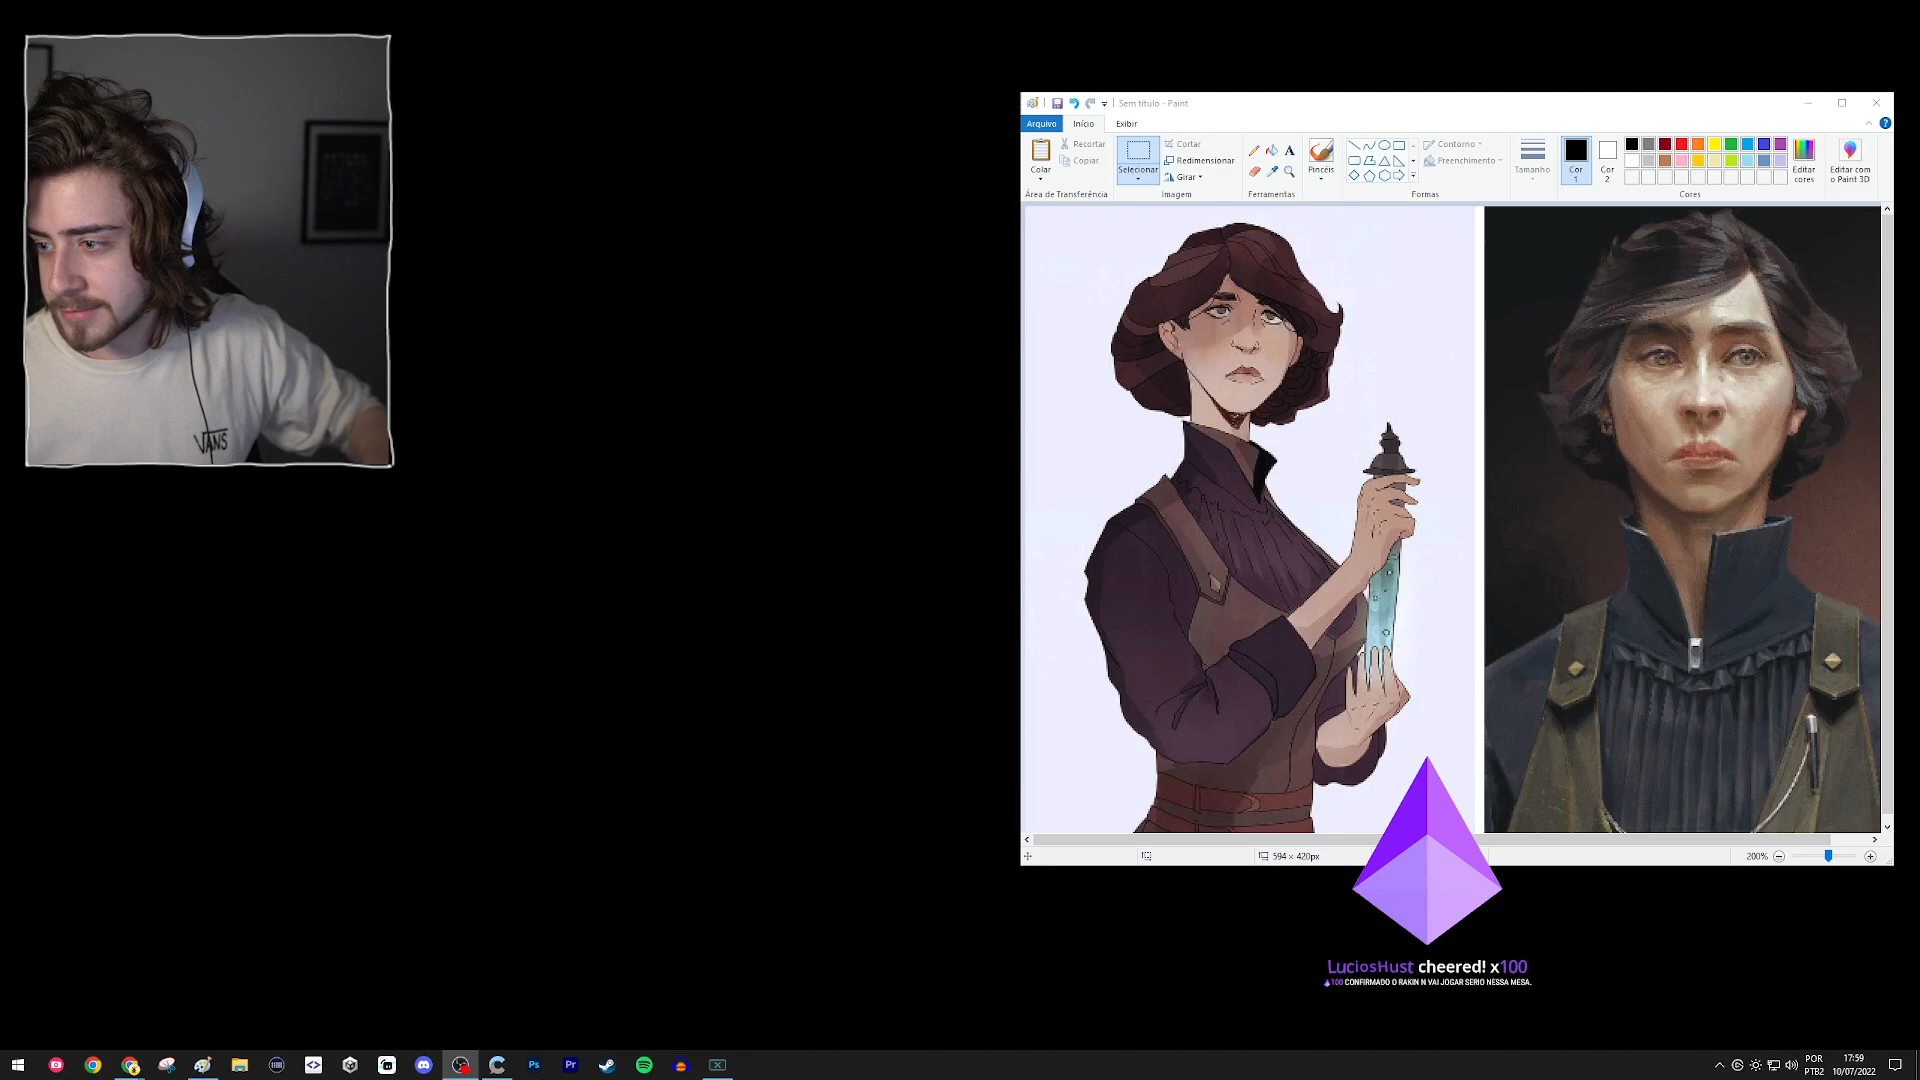 Sem título - Paint
Arquivo Início Exibir
Colar
Recortar
Copiar
Área de Transferência
Selecionar
Cortar
Redimensionar
Girar
Imagem
A
Ferramentas
Pincéis
Contorno
Preenchimento
Formas
Tamanho
Cor 1
Cor 2
Editar cores
Cores
Editar com o Paint 3D
VANS
594 × 420px
200%
LuciosHust cheered! x100
100 CONFIRMADO O RAKIN N VAI JOGAR SERIO NESSA MESA.
Ps
Pr
POR
PTB2
17:59
10/07/2022